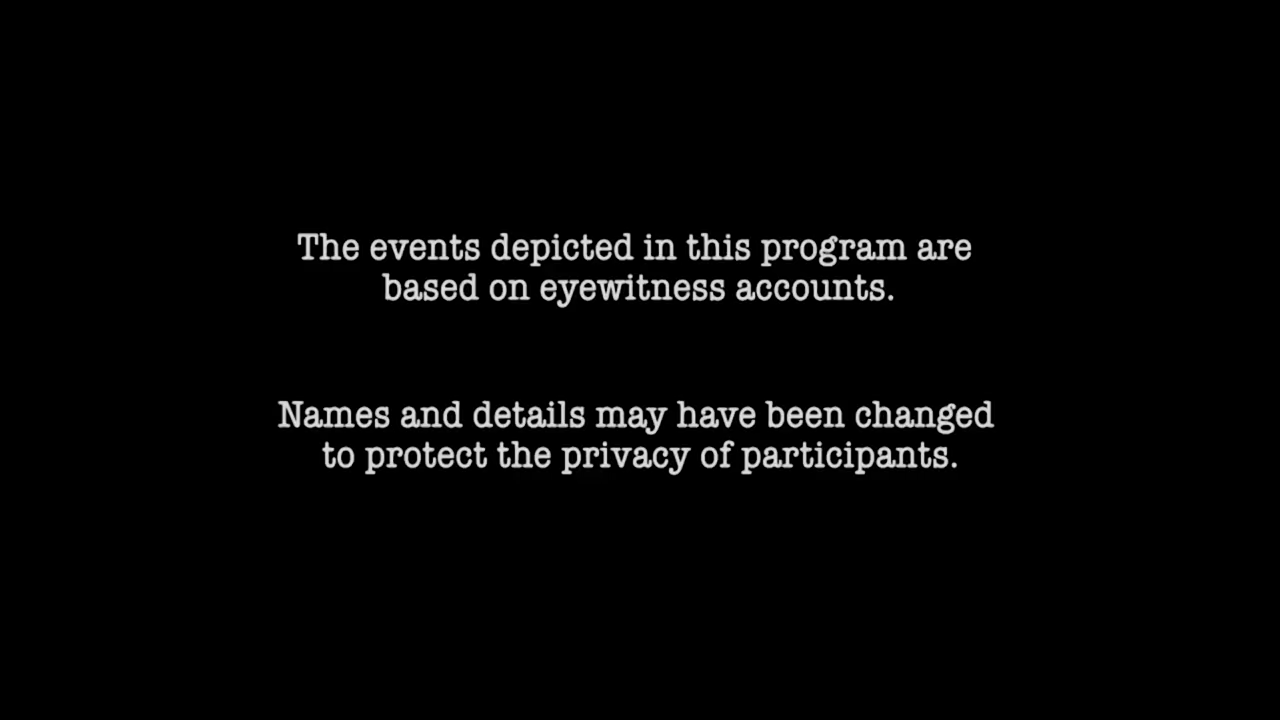 The events depicted in this program are
based on eyewitness accounts.
Names and details may have been changed
to protect the privacy of participants.